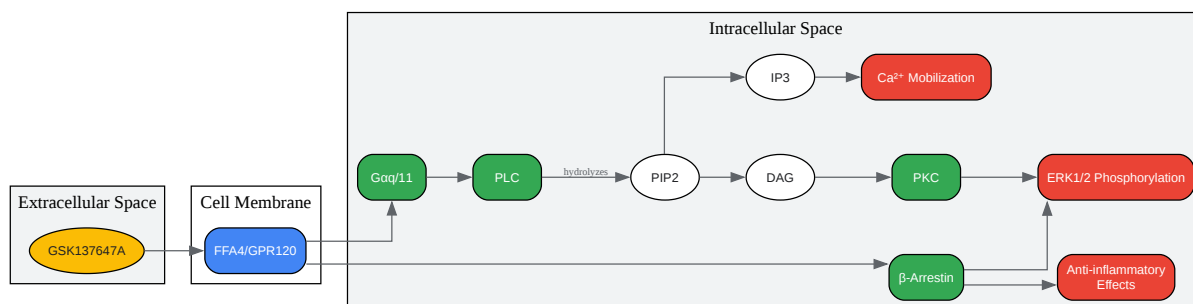 Intracellular Space
IP3
Ca²⁺ Mobilization
Gαq/11
PLC
hydrolyzes
PIP2
DAG
PKC
ERK1/2 Phosphorylation
Extracellular Space
GSK137647A
Cell Membrane
FFA4/GPR120
β-Arrestin
Anti-inflammatory
Effects